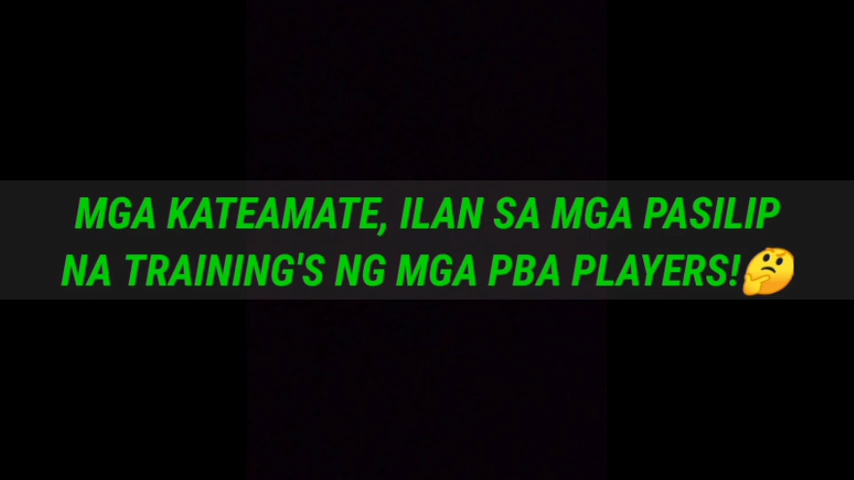 MGA KATEAMATE, ILAN SA MGA PASILIP
NA TRAINING'S NG MGA PBA PLAYERS!🤔